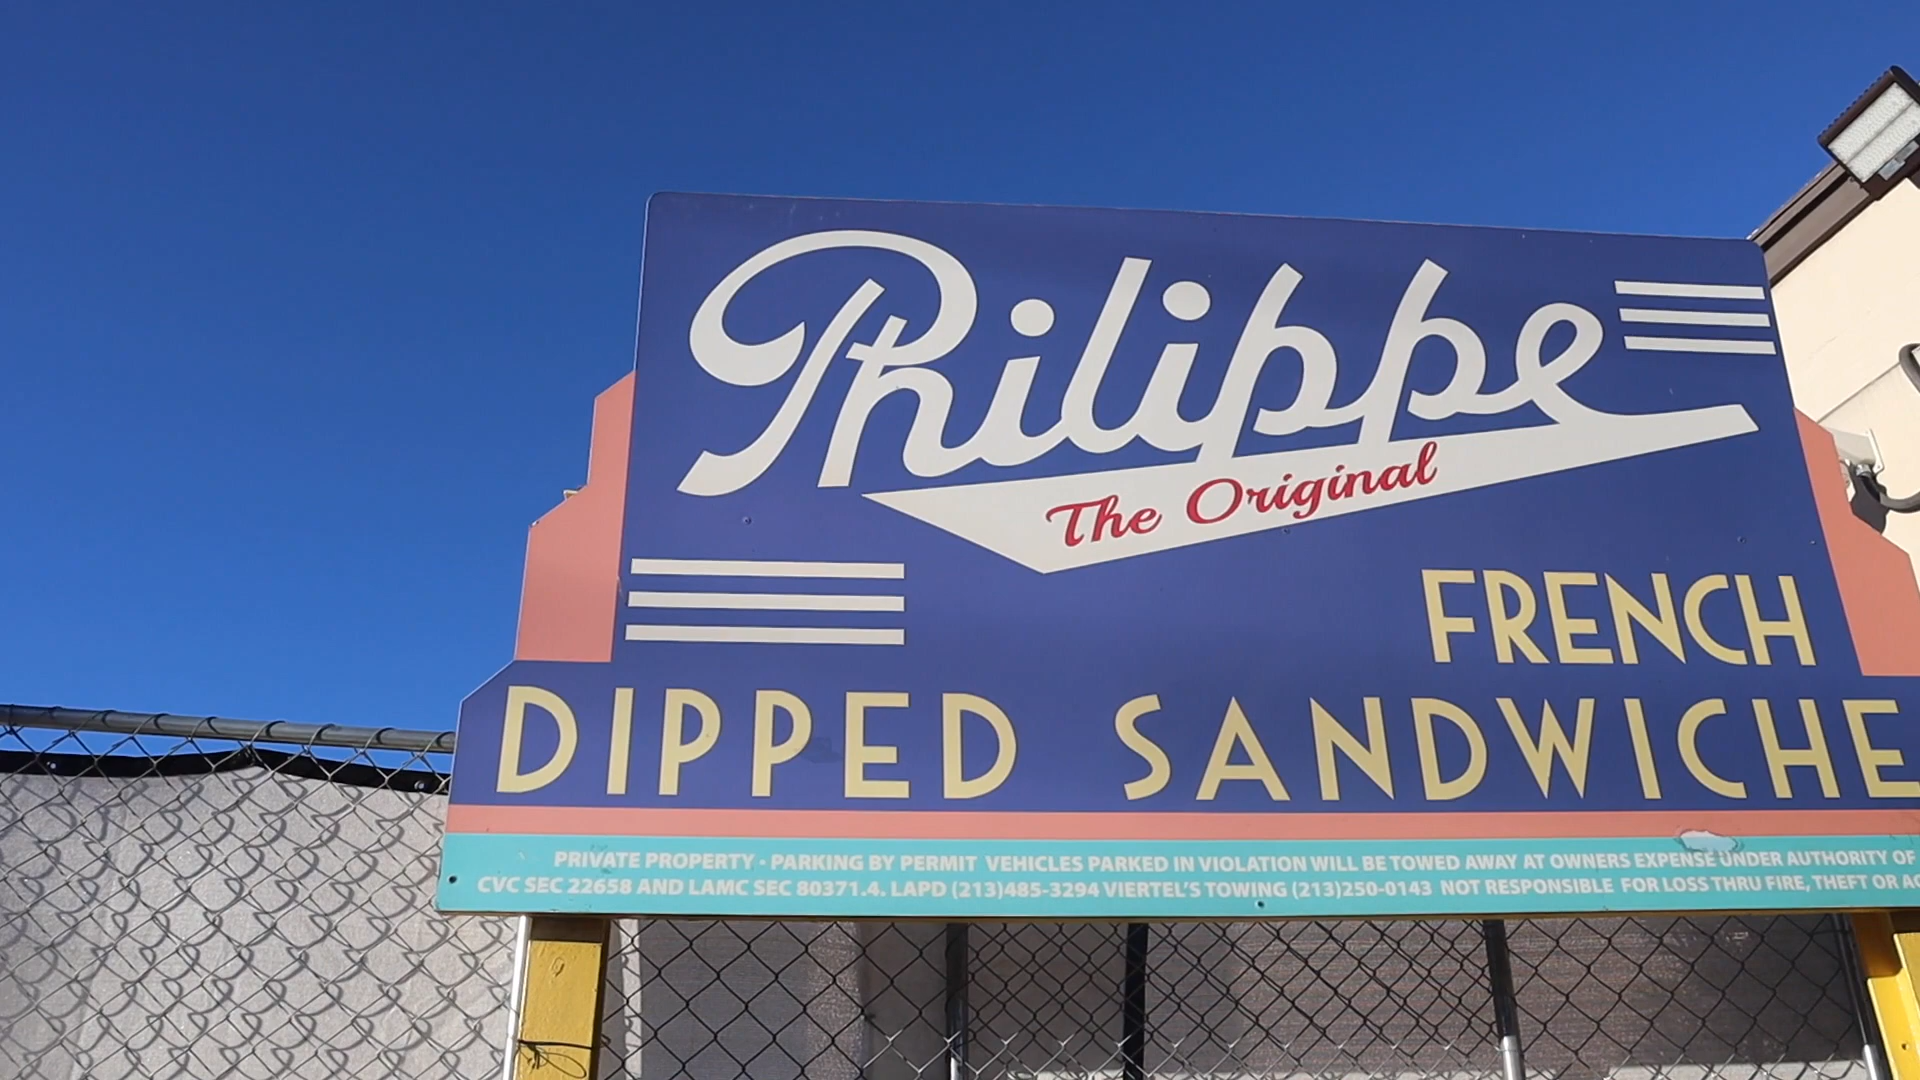 Philippe
The Original
FRENCH
DIPPED SANDWICHE
PRIVATE PROPERTY - PARKING BY PERMIT VEHICLES PARKED IN VIOLATION WILL BE TOWED AWAY AT OWNERS EXPENSE UNDER AUTHORITY OF
CVC SEC 22658 AND LAMC SEC 80371.4. LAPD (213)485-3294 VIERTEL'S TOWING (213)250-0143 NOT RESPONSIBLE FOR LOSS THRU FIRE, THEFT OR